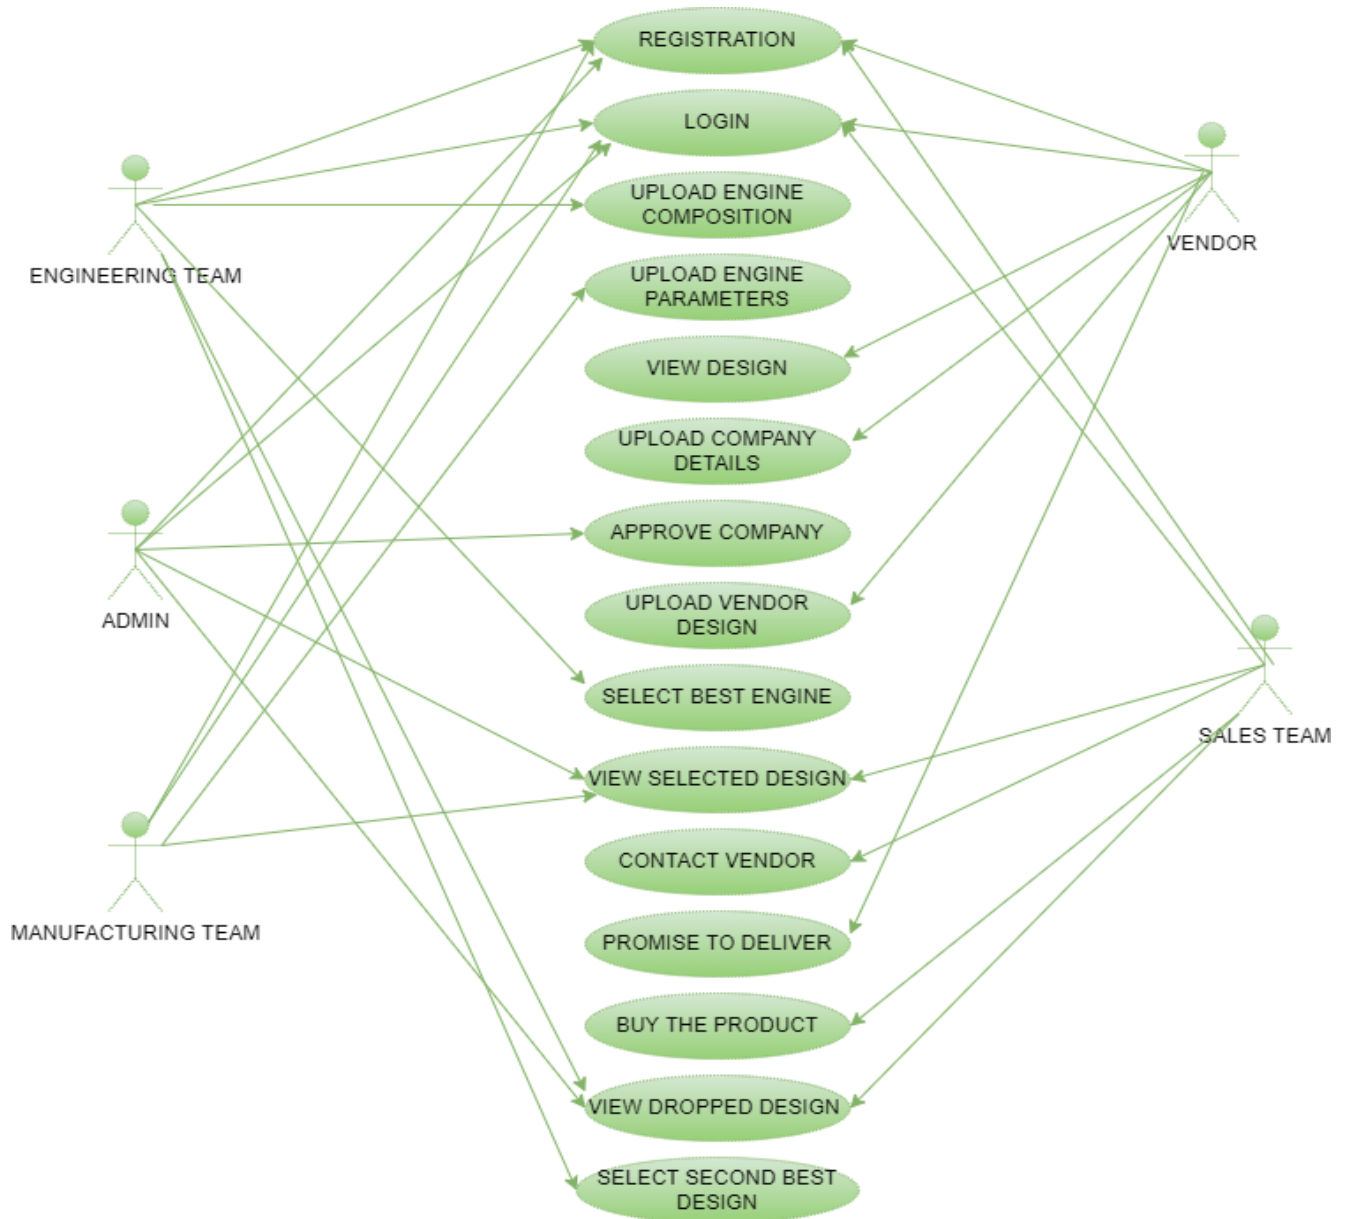 REGISTRATION
LOGIN
UPLOAD ENGINE
COMPOSITION
UPLOAD ENGINE
PARAMETERS
VIEW DESIGN
UPLOAD COMPANY
DETAILS
APPROVE COMPANY
UPLOAD VENDOR
DESIGN
SELECT BEST ENGINE
VIEW SELECTED DESIGN
CONTACT VENDOR
PROMISE TO DELIVER
BUY THE PRODUCT
VIEW DROPPED DESIGN
SELECT SECOND BEST
DESIGN
ENGINEERING TEAM
ADMIN
MANUFACTURING TEAM
VENDOR
SALES TEAM